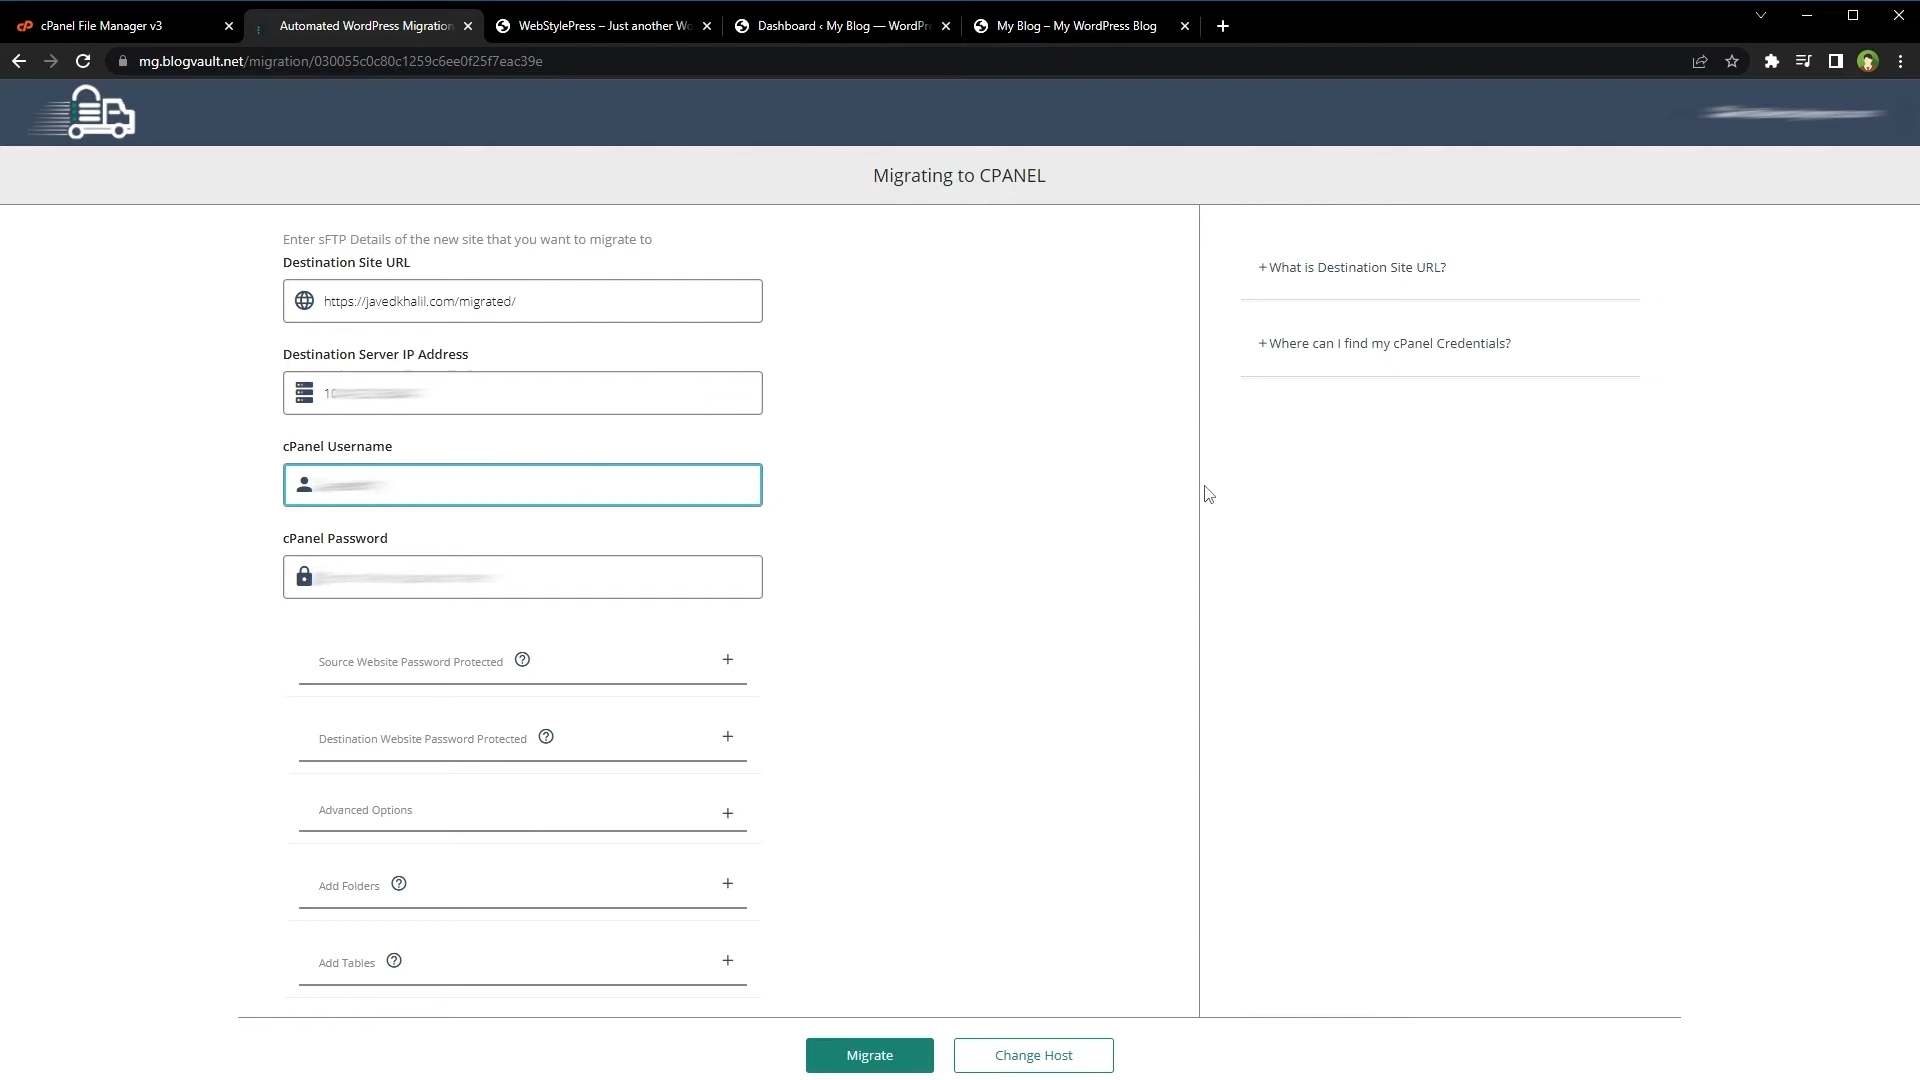 cPanel File Manager v3
Automated WordPress Migration
WebStylePress – Just another Wo
Dashboard ‹ My Blog — WordPr
My Blog – My WordPress Blog
mg.blogvault.net/migration/030055c0c80c1259c6ee0f25f7eac39e
Migrating to CPANEL
Enter sFTP Details of the new site that you want to migrate to
Destination Site URL
https://javedkhalil.com/migrated/
Destination Server IP Address
cPanel Username
cPanel Password
Source Website Password Protected ? +
Destination Website Password Protected ? +
Advanced Options +
Add Folders ? +
Add Tables ? +
+ What is Destination Site URL?
+ Where can I find my cPanel Credentials?
Migrate
Change Host